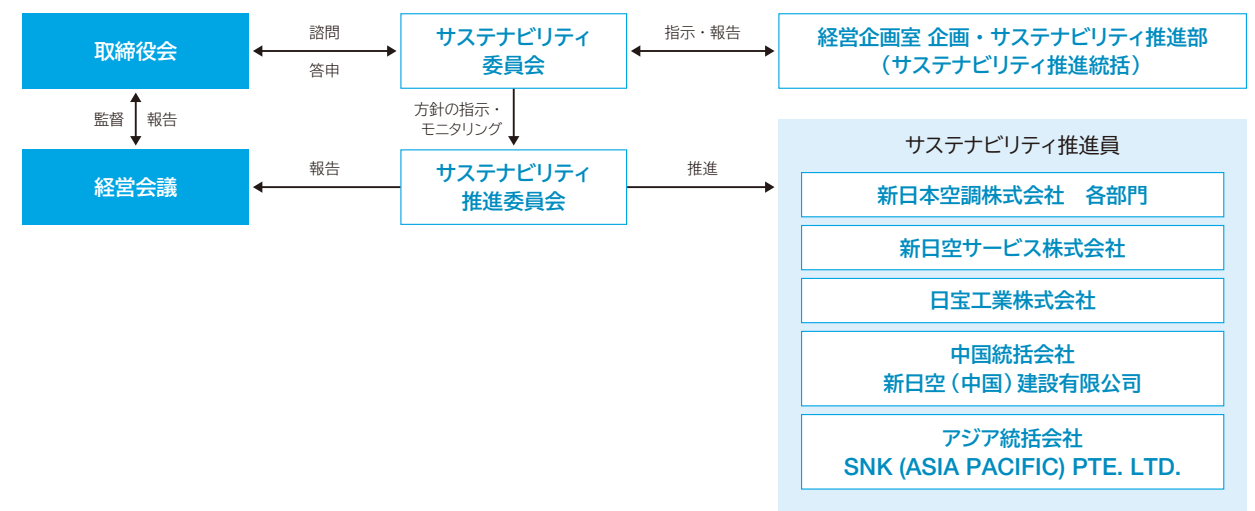 取締役会
諮問
答申
サステナビリティ
委員会
指示・報告
経営企画室 企画・サステナビリティ推進部
（サステナビリティ推進統括）
監督
報告
方針の指示・
モニタリング
経営会議
報告
サステナビリティ
推進委員会
推進
サステナビリティ推進員
新日本空調株式会社　各部門
新日空サービス株式会社
日宝工業株式会社
中国統括会社
新日空（中国）建設有限公司
アジア統括会社
SNK (ASIA PACIFIC) PTE. LTD.